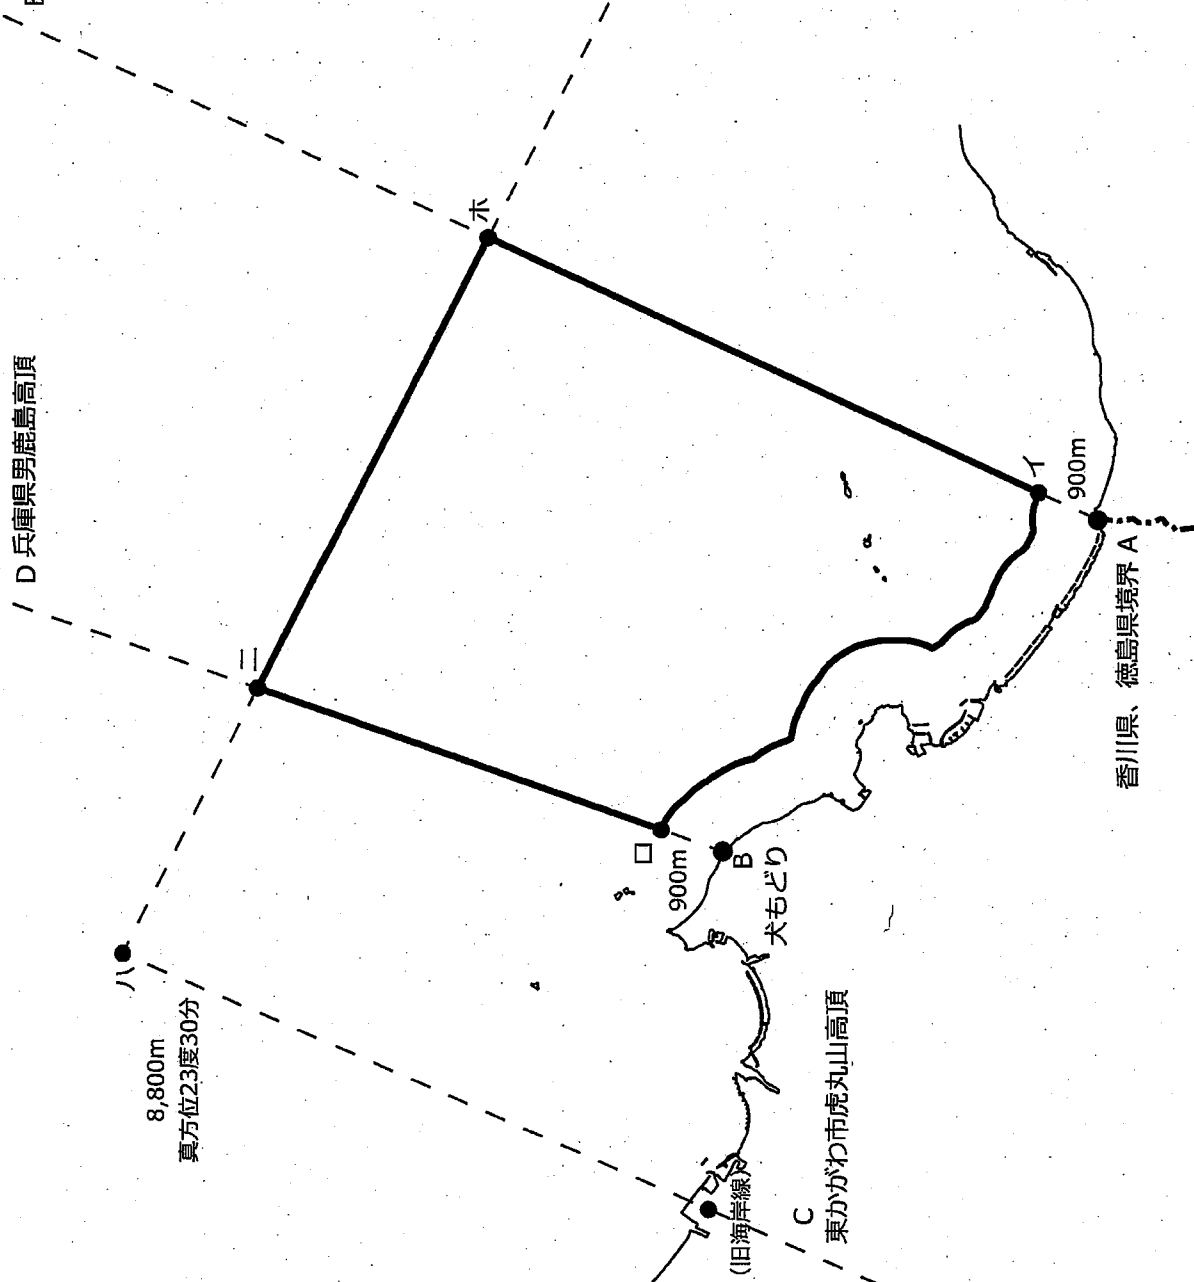 D 兵庫県男鹿島高頂
ホ
ニ
イ
900m
ハ
8,800m
真方位23度30分
ロ
900m
B
犬もどり
香川県、徳島県境界 A
(旧海岸線)
C
東かがわ市虎丸山高頂